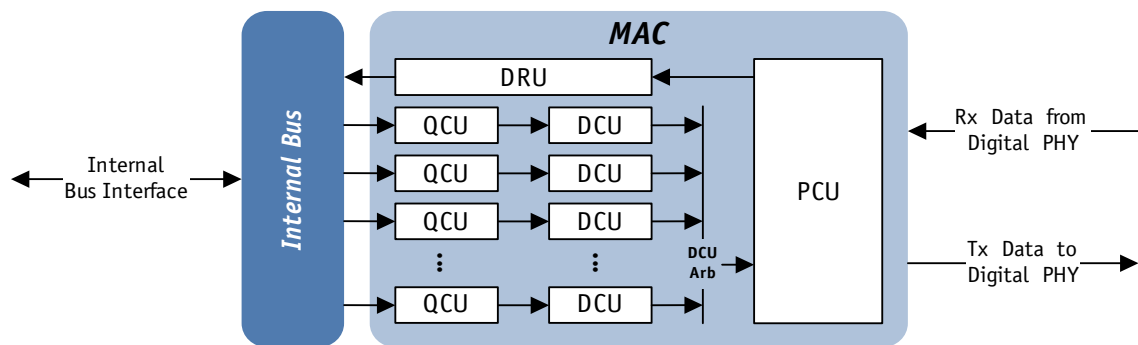 MAC
DRU
Internal Bus
QCU DCU
QCU DCU
QCU DCU
QCU DCU
DCU
Arb
PCU
Internal
Bus Interface
Rx Data from
Digital PHY
Tx Data to
Digital PHY